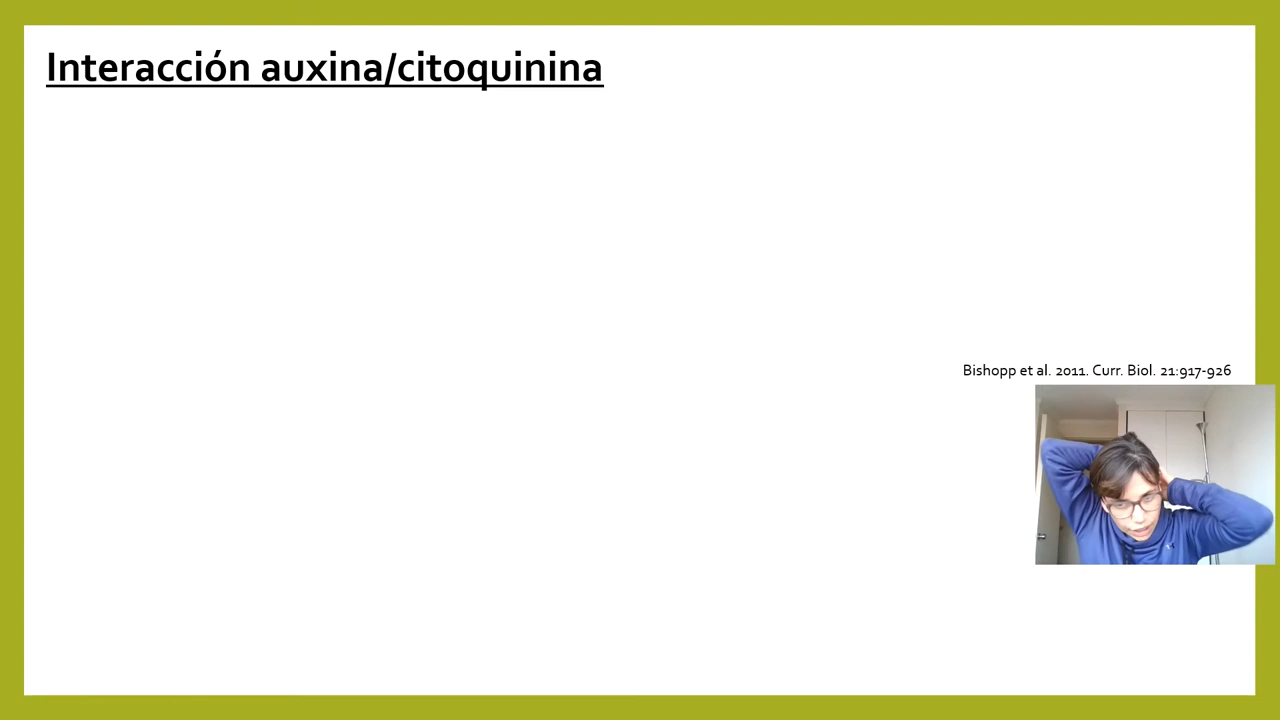 Interacción auxina/citoquinina
Bishopp et al. 2011. Curr. Biol. 21:917-926